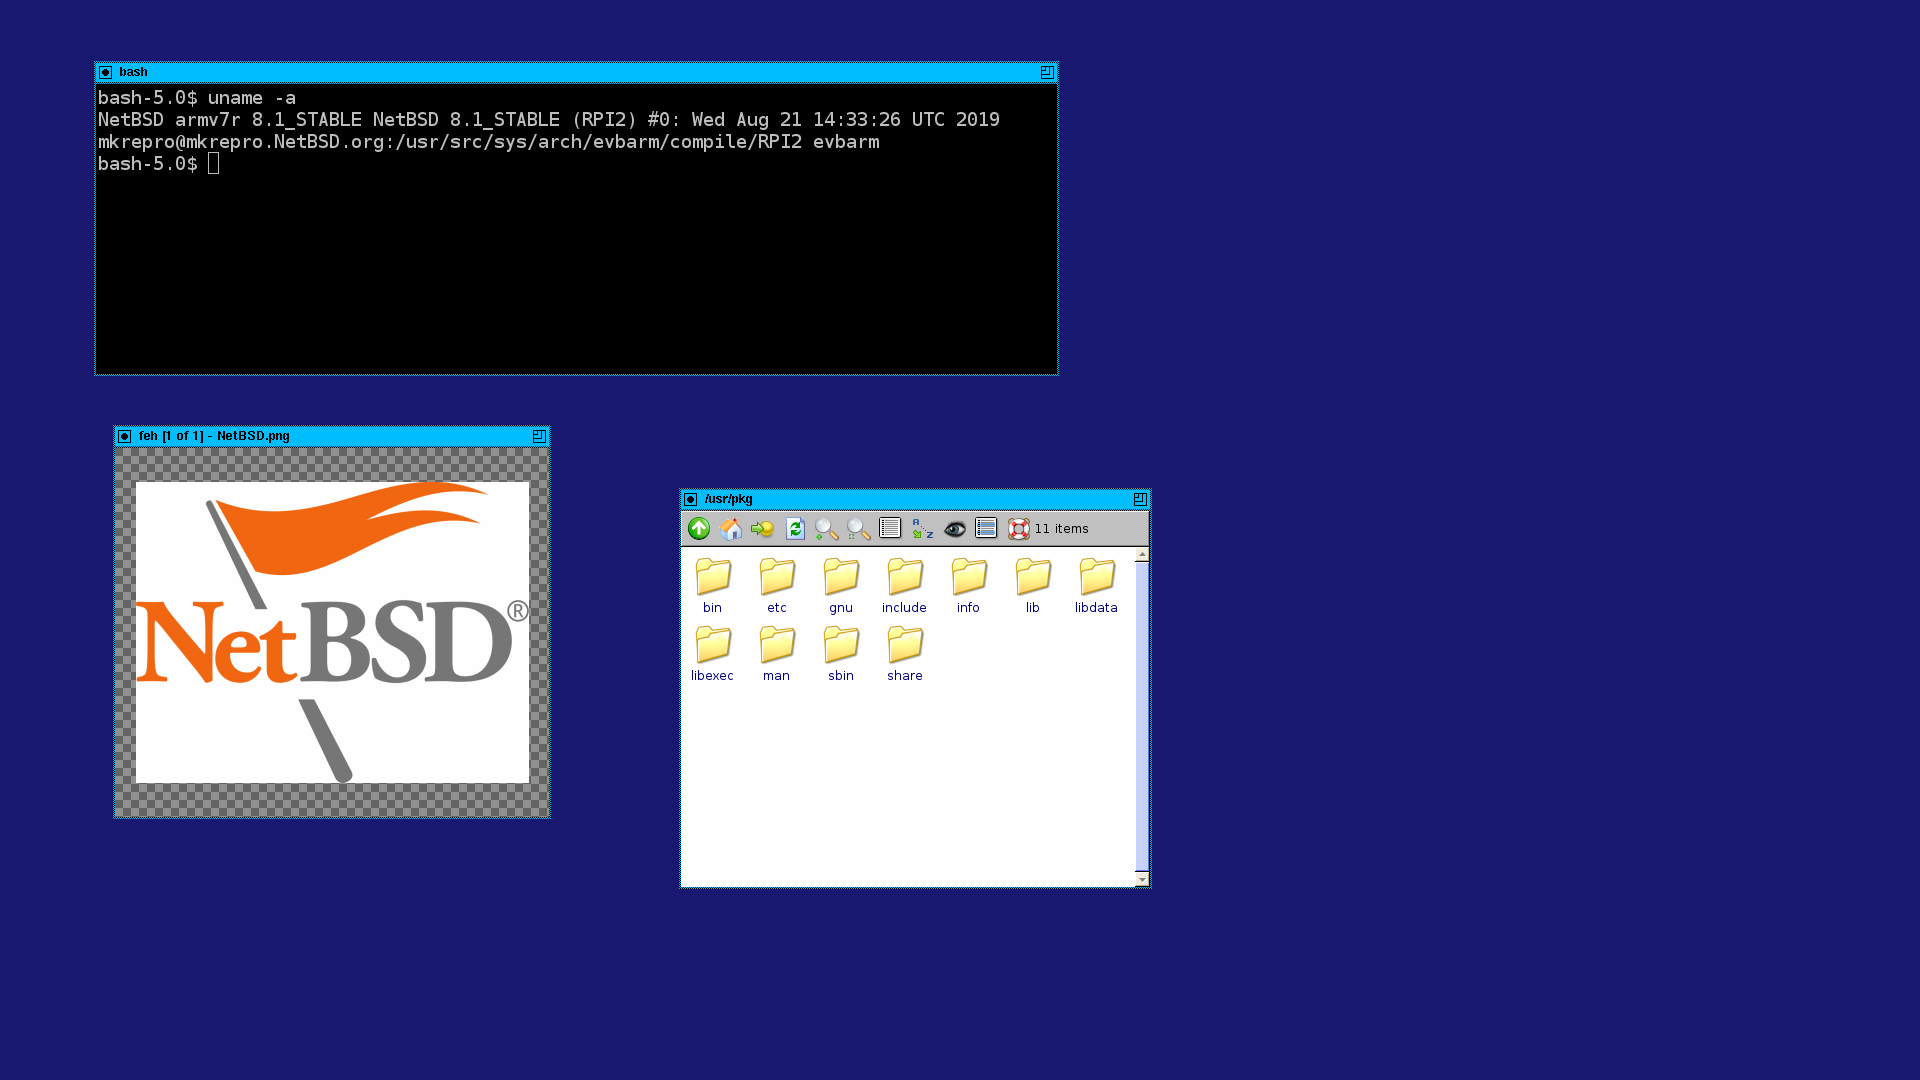 bash
bash-5.0$ uname -a
NetBSD armv7r 8.1_STABLE NetBSD 8.1_STABLE (RPI2) #0: Wed Aug 21 14:33:26 UTC 2019
mkrepro@mkrepro.NetBSD.org:/usr/src/sys/arch/evbarm/compile/RPI2 evbarm
bash-5.0$
feh [1 of 1] - NetBSD.png
NetBSD®
/usr/pkg
A Z 11 items
bin etc gnu include info lib libdata
libexec man sbin share